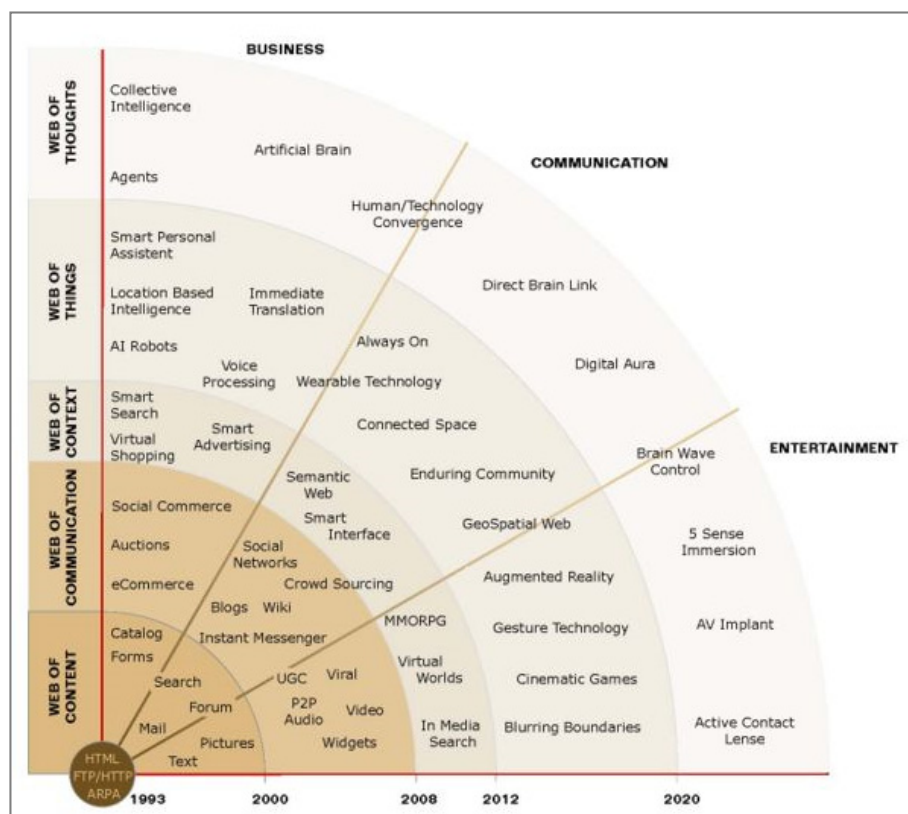 BUSINESS
COMMUNICATION
ENTERTAINMENT
WEB OF
THOUGHTS
Collective
Intelligence
Artificial Brain
Agents
Human/Technology
Convergence
Direct Brain Link
Digital Aura
Brain Wave
Control
5 Sense
Immersion
AV Implant
Active Contact
Lense
WEB OF
THINGS
Smart Personal
Assistent
Location Based
Intelligence
Immediate
Translation
AI Robots
Voice
Processing
Always On
Wearable Technology
Connected Space
Enduring Community
GeoSpatial Web
Augmented Reality
Gesture Technology
Cinematic Games
Blurring Boundaries
WEB OF
CONTEXT
Smart
Search
Virtual
Shopping
Smart
Advertising
Semantic
Web
Smart
Interface
MMORPG
Virtual
Worlds
In Media
Search
WEB OF
COMMUNICATION
Social Commerce
Auctions
eCommerce
Social
Networks
Crowd Sourcing
Blogs
Wiki
Instant Messenger
UGC
Viral
P2P
Audio
Video
Widgets
WEB OF
CONTENT
Catalog
Forms
Search
Forum
Mail
Pictures
Text
HTML
FTP/HTTP
ARPA
1993
2000
2008
2012
2020